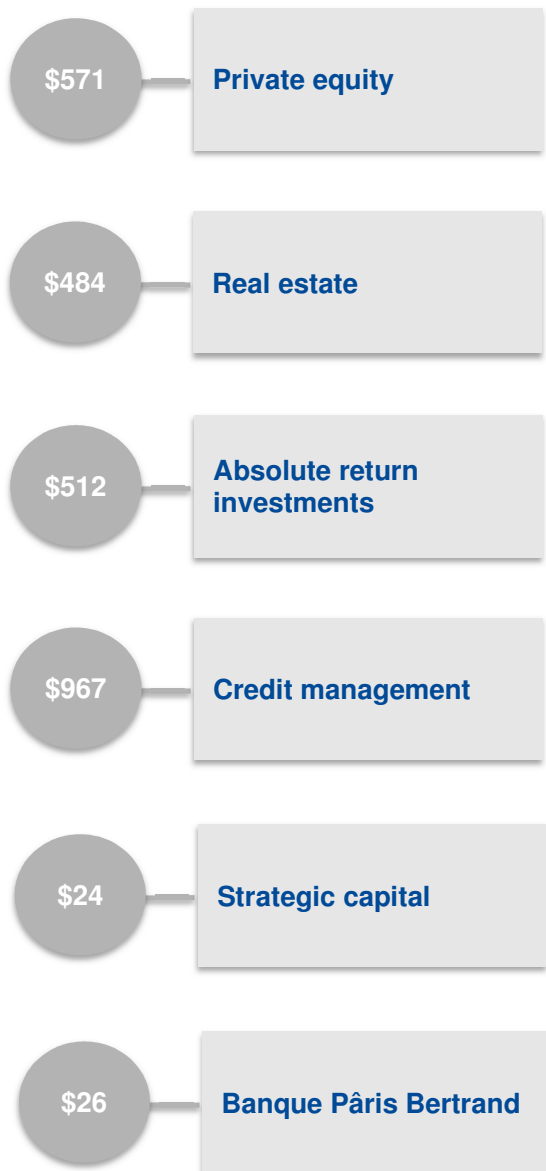 $571
Private equity
$484
Real estate
$512
Absolute return
investments
$967
Credit management
$24
Strategic capital
$26
Banque Pâris Bertrand